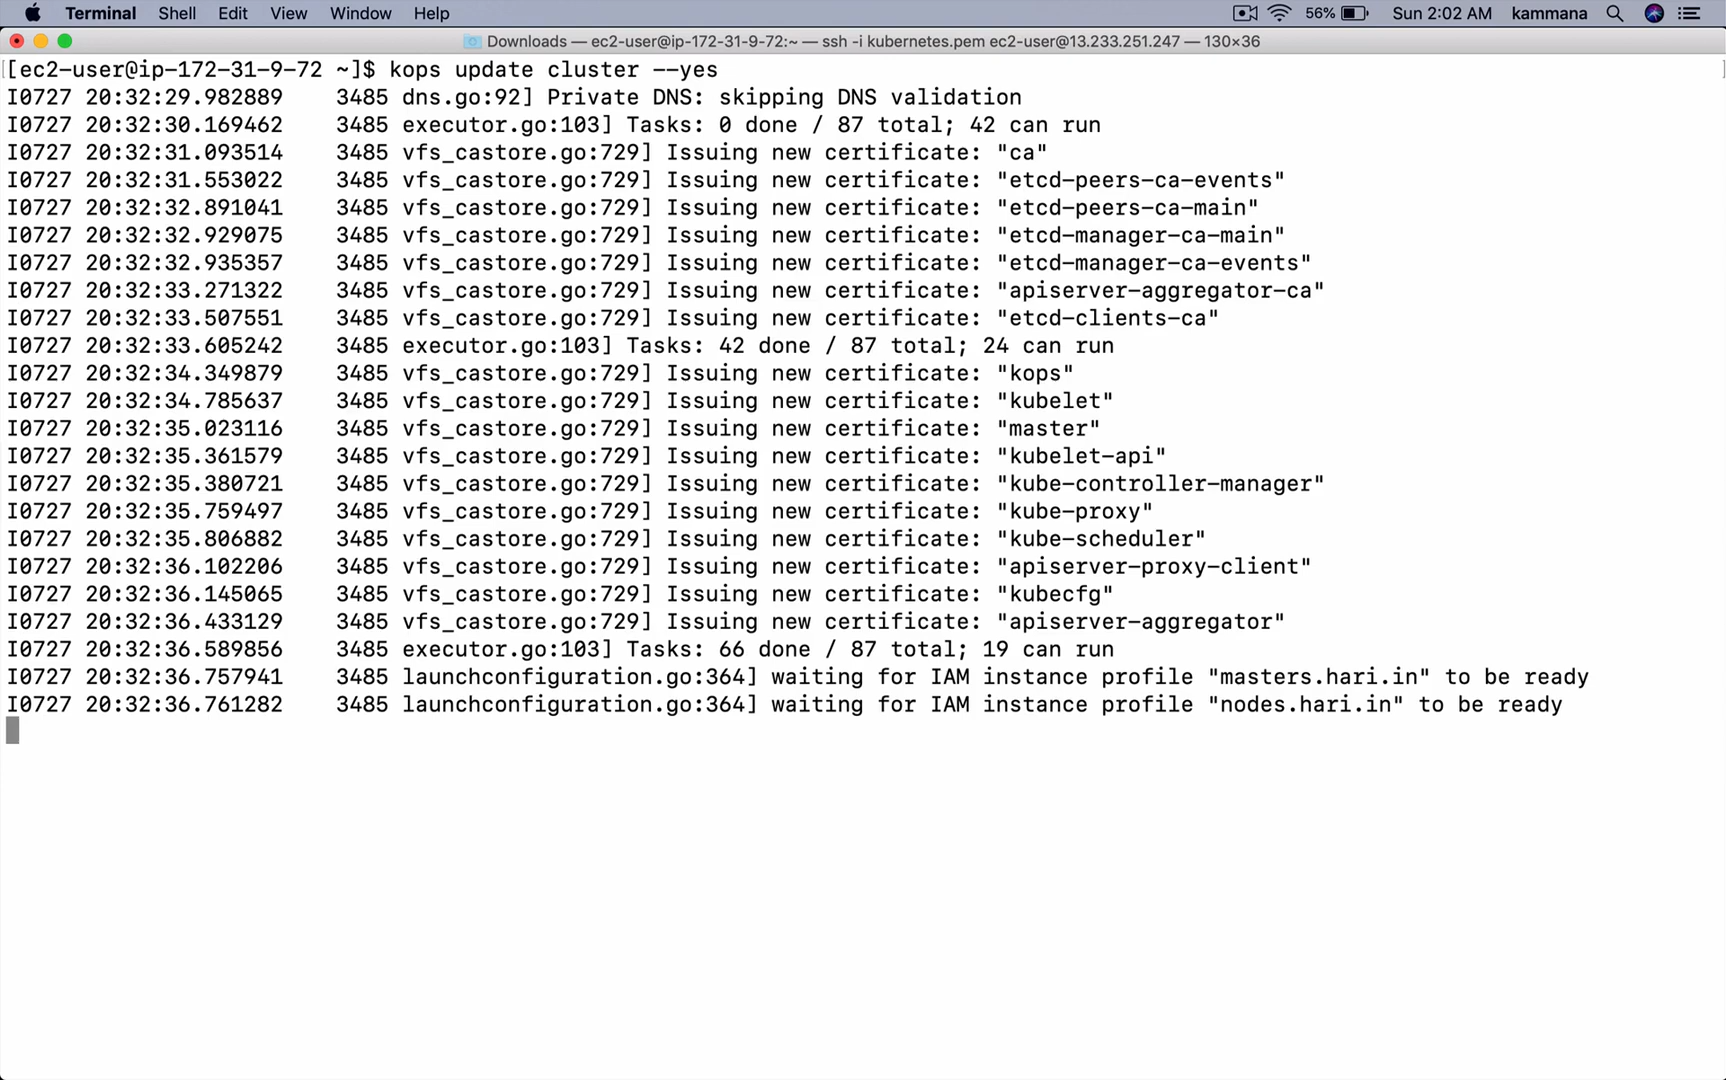 Terminal Shell Edit View Window Help 56% Sun 2:02 AM kammana
Downloads — ec2-user@ip-172-31-9-72:~ — ssh -i kubernetes.pem ec2-user@13.233.251.247 — 130×36
[ec2-user@ip-172-31-9-72 ~]$ kops update cluster --yes
I0727 20:32:29.982889    3485 dns.go:92] Private DNS: skipping DNS validation
I0727 20:32:30.169462    3485 executor.go:103] Tasks: 0 done / 87 total; 42 can run
I0727 20:32:31.093514    3485 vfs_castore.go:729] Issuing new certificate: "ca"
I0727 20:32:31.553022    3485 vfs_castore.go:729] Issuing new certificate: "etcd-peers-ca-events"
I0727 20:32:32.891041    3485 vfs_castore.go:729] Issuing new certificate: "etcd-peers-ca-main"
I0727 20:32:32.929075    3485 vfs_castore.go:729] Issuing new certificate: "etcd-manager-ca-main"
I0727 20:32:32.935357    3485 vfs_castore.go:729] Issuing new certificate: "etcd-manager-ca-events"
I0727 20:32:33.271322    3485 vfs_castore.go:729] Issuing new certificate: "apiserver-aggregator-ca"
I0727 20:32:33.507551    3485 vfs_castore.go:729] Issuing new certificate: "etcd-clients-ca"
I0727 20:32:33.605242    3485 executor.go:103] Tasks: 42 done / 87 total; 24 can run
I0727 20:32:34.349879    3485 vfs_castore.go:729] Issuing new certificate: "kops"
I0727 20:32:34.785637    3485 vfs_castore.go:729] Issuing new certificate: "kubelet"
I0727 20:32:35.023116    3485 vfs_castore.go:729] Issuing new certificate: "master"
I0727 20:32:35.361579    3485 vfs_castore.go:729] Issuing new certificate: "kubelet-api"
I0727 20:32:35.380721    3485 vfs_castore.go:729] Issuing new certificate: "kube-controller-manager"
I0727 20:32:35.759497    3485 vfs_castore.go:729] Issuing new certificate: "kube-proxy"
I0727 20:32:35.806882    3485 vfs_castore.go:729] Issuing new certificate: "kube-scheduler"
I0727 20:32:36.102206    3485 vfs_castore.go:729] Issuing new certificate: "apiserver-proxy-client"
I0727 20:32:36.145065    3485 vfs_castore.go:729] Issuing new certificate: "kubecfg"
I0727 20:32:36.433129    3485 vfs_castore.go:729] Issuing new certificate: "apiserver-aggregator"
I0727 20:32:36.589856    3485 executor.go:103] Tasks: 66 done / 87 total; 19 can run
I0727 20:32:36.757941    3485 launchconfiguration.go:364] waiting for IAM instance profile "masters.hari.in" to be ready
I0727 20:32:36.761282    3485 launchconfiguration.go:364] waiting for IAM instance profile "nodes.hari.in" to be ready